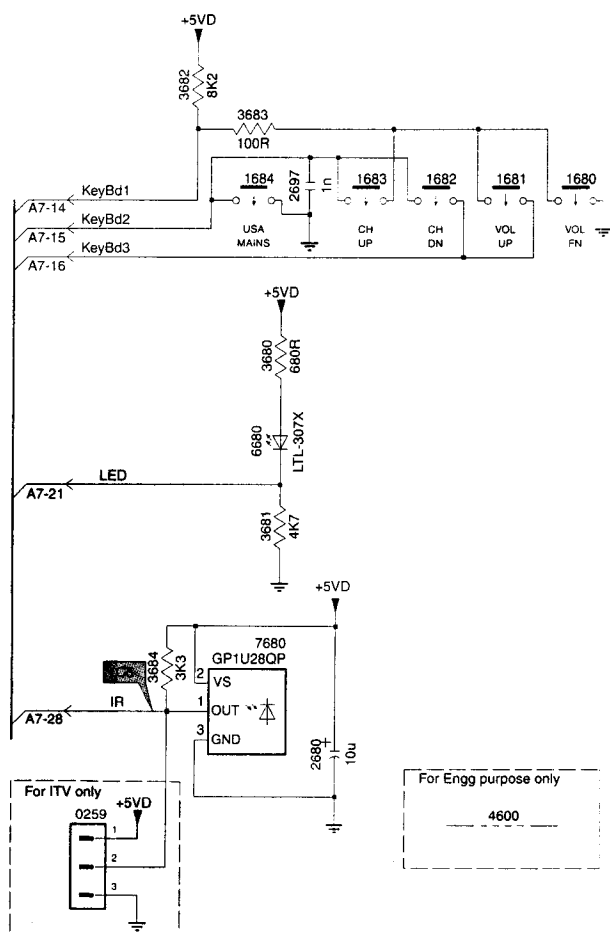 +5VD
3682
8K2
3683
100R
KeyBd1
A7-14
KeyBd2
A7-15
KeyBd3
A7-16
1684
USA
MAINS
2697
1n
1683
CH
UP
1682
CH
DN
1681
VOL
UP
1680
VOL
FN
+5VD
3680
680R
6680
LTL-307X
LED
A7-21
3681
4K7
+5VD
3684
3K3
7680
GP1U28QP
2
VS
1
OUT
3
GND
IR
A7-28
2680
+
10u
For ITV only
0259
+5VD
1
2
3
For Engg purpose only
4600